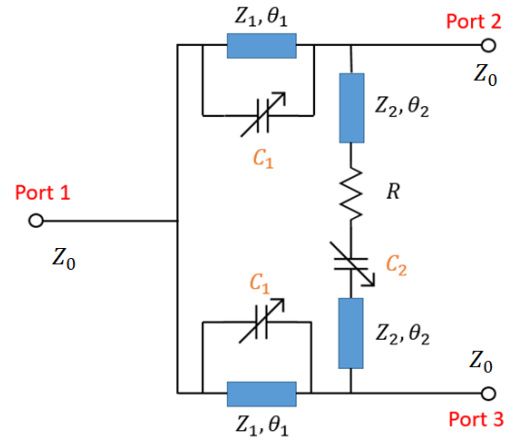 Z₁, θ₁
Port 2
Z₀
Z₂, θ₂
C₁
Port 1
R
Z₀
C₂
C₁
Z₂, θ₂
Z₀
Z₁, θ₁
Port 3